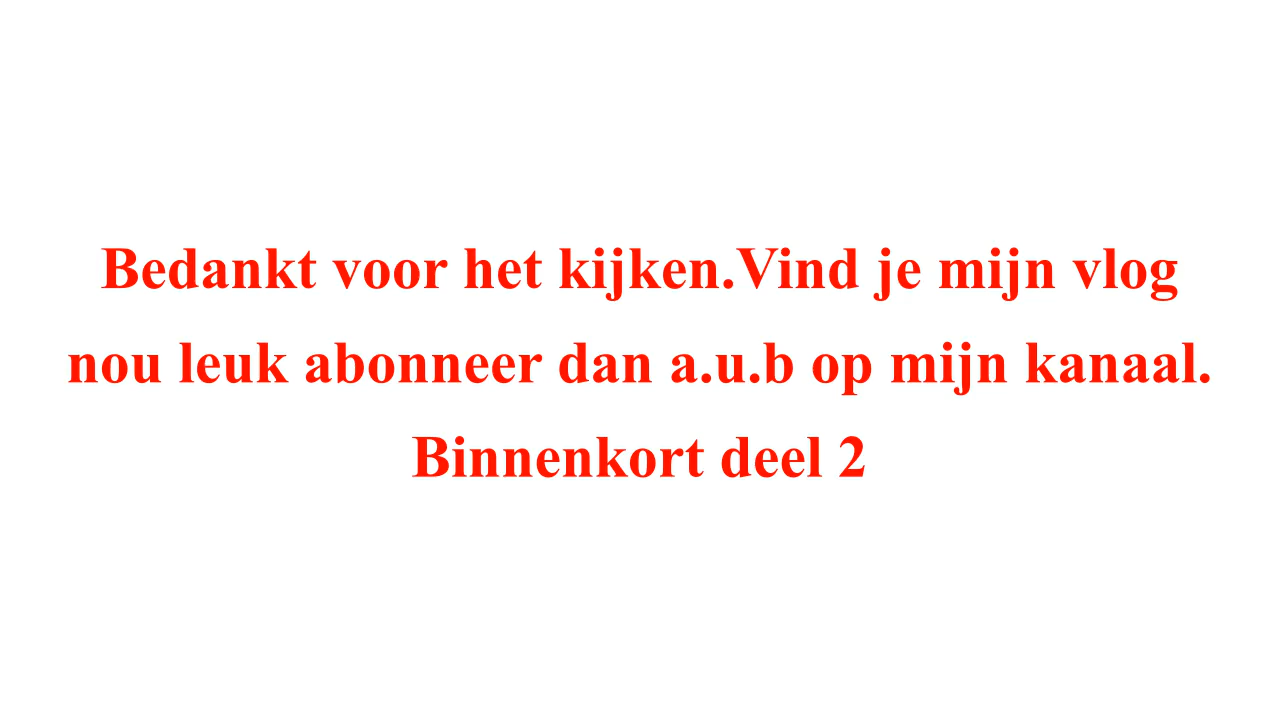 Bedankt voor het kijken.Vind je mijn vlog
nou leuk abonneer dan a.u.b op mijn kanaal.
Binnenkort deel 2